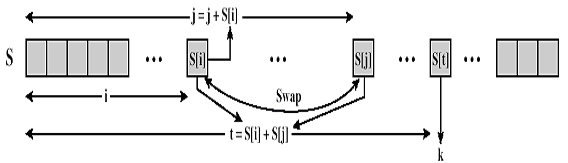 j = j + S[i]
S ... S[i] ... S[j] ... S[t] ...
i
Swap
t = S[i] + S[j]
k